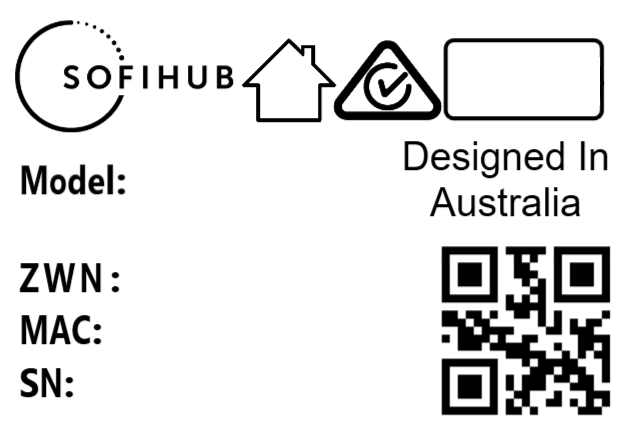 SOFIHUB
Designed In
Australia
Model:
ZWN:
MAC:
SN: